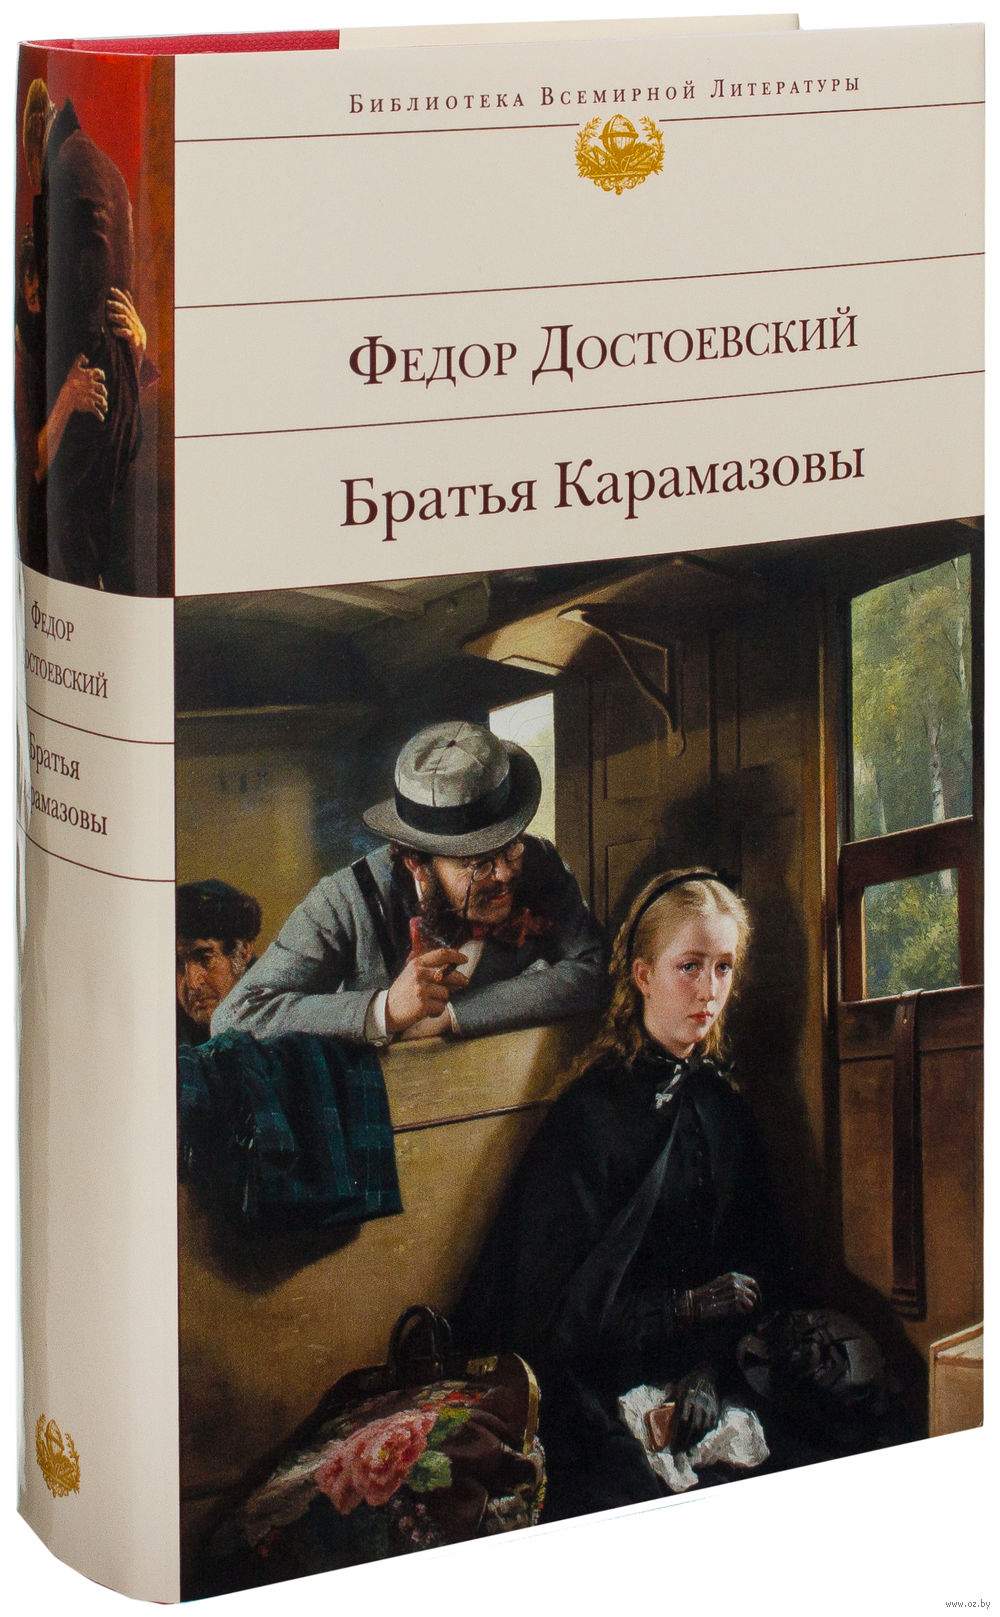 Библиотека Всемирной Литературы
Федор Достоевский
Братья Карамазовы
Федор
Достоевский
Братья
Карамазовы
www.oz.by